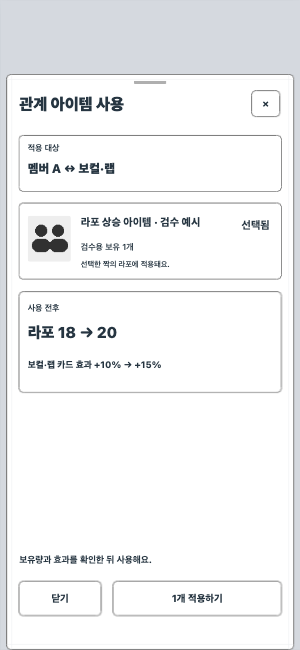 관계 아이템 사용
×
적용 대상
멤버 A ↔ 보컬·랩
라포 상승 아이템 · 검수 예시
선택됨
검수용 보유 1개
선택한 짝의 라포에 적용돼요.
사용 전후
라포 18 → 20
보컬·랩 카드 효과 +10% → +15%
보유량과 효과를 확인한 뒤 사용해요.
닫기
1개 적용하기